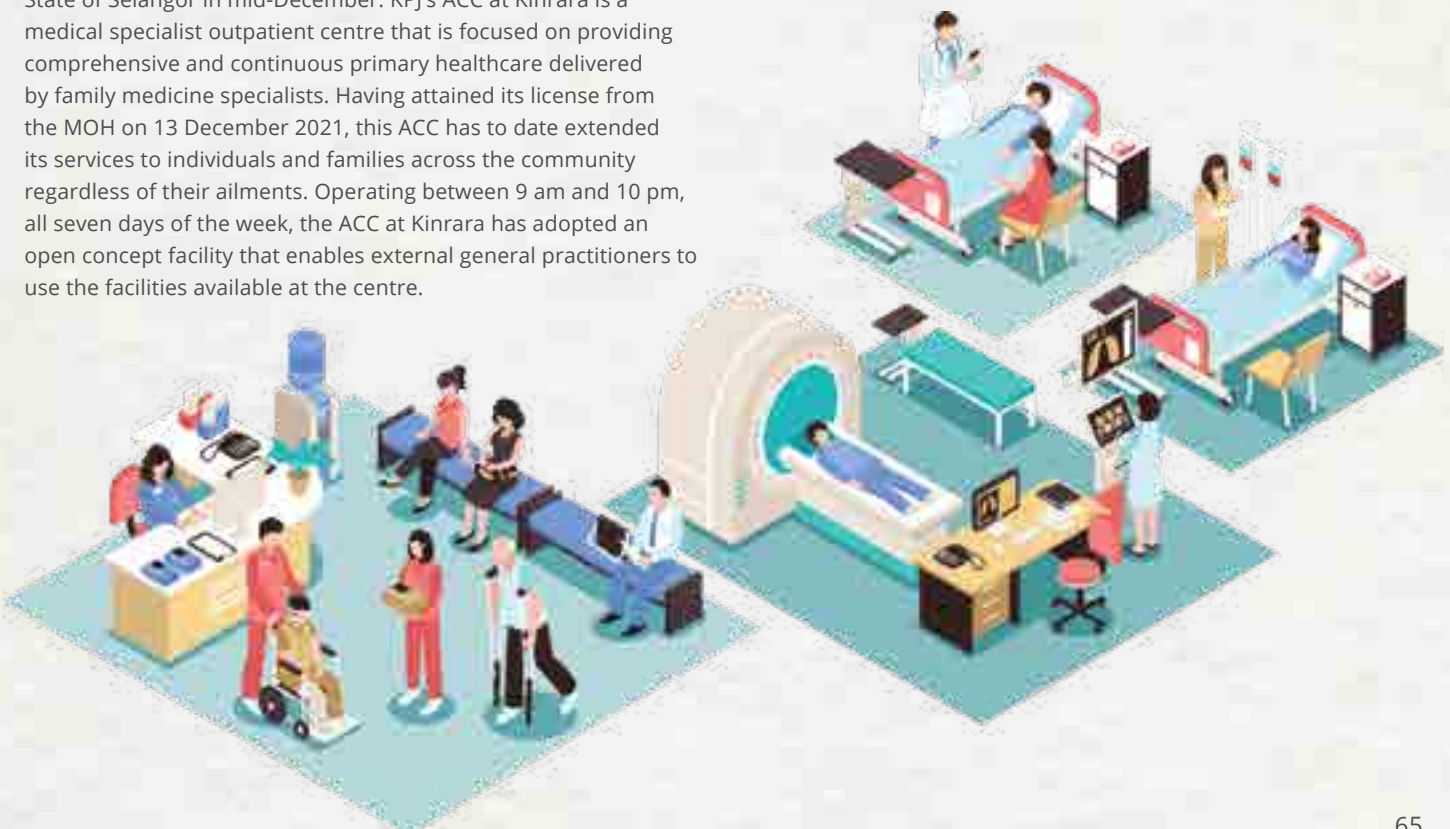 State of Selangor in mid-December. KPJ's ACC at Kinrara is a
medical specialist outpatient centre that is focused on providing
comprehensive and continuous primary healthcare delivered
by family medicine specialists. Having attained its license from
the MOH on 13 December 2021, this ACC has to date extended
its services to individuals and families across the community
regardless of their ailments. Operating between 9 am and 10 pm,
all seven days of the week, the ACC at Kinrara has adopted an
open concept facility that enables external general practitioners to
use the facilities available at the centre.
65